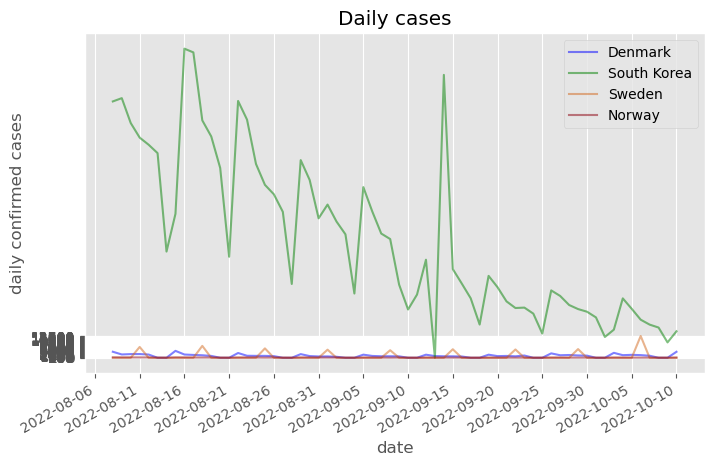 Daily cases
Denmark
South Korea
Sweden
Norway
daily confirmed cases
2022-08-06
2022-08-11
2022-08-16
2022-08-21
2022-08-26
2022-08-31
2022-09-05
2022-09-10
2022-09-15
2022-09-20
2022-09-25
2022-09-30
2022-10-05
2022-10-10
date